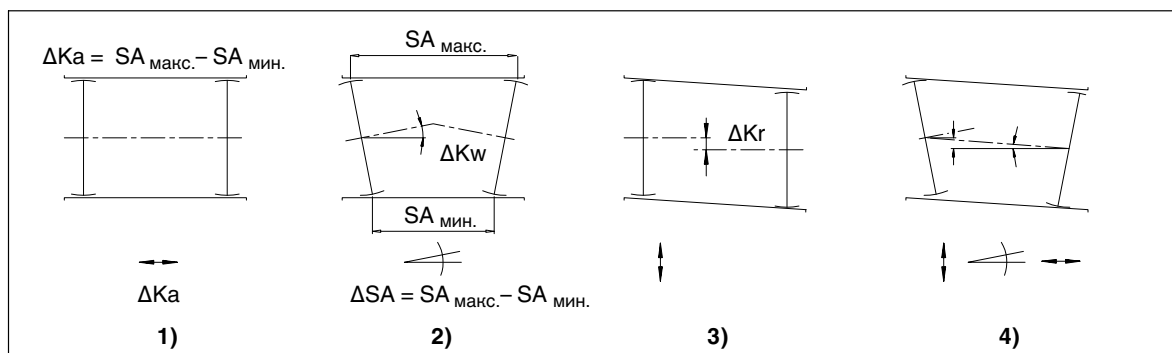 ΔKa = SA макс. – SA мин.
SA макс.
ΔKw
ΔKr
SA мин.
ΔKa
ΔSA = SA макс. – SA мин.
1)
2)
3)
4)